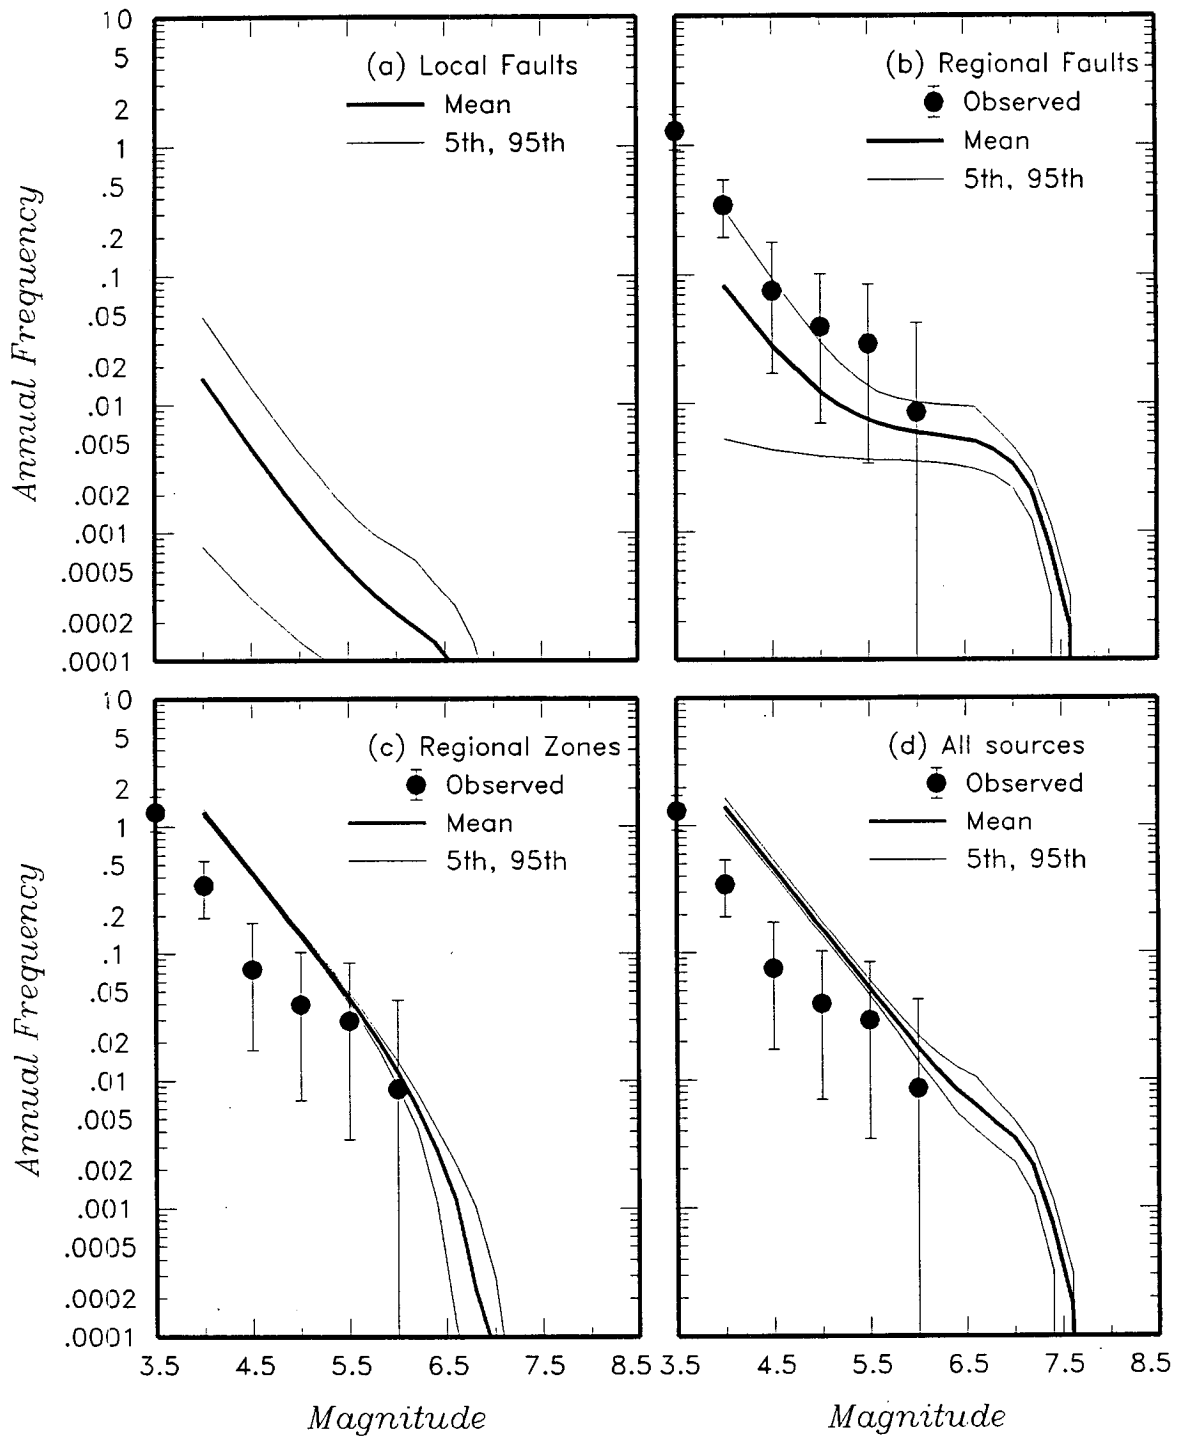 10
5
2
1
.5
.2
.1
.05
.02
.01
.005
.002
.001
.0005
.0002
.0001
Annual Frequency
(a) Local Faults
Mean
5th, 95th
(b) Regional Faults
Observed
Mean
5th, 95th
10
5
2
1
.5
.2
.1
.05
.02
.01
.005
.002
.001
.0005
.0002
.0001
Annual Frequency
(c) Regional Zones
Observed
Mean
5th, 95th
(d) All sources
Observed
Mean
5th, 95th
3.5 4.5 5.5 6.5 7.5 8.5
3.5 4.5 5.5 6.5 7.5 8.5
Magnitude
Magnitude